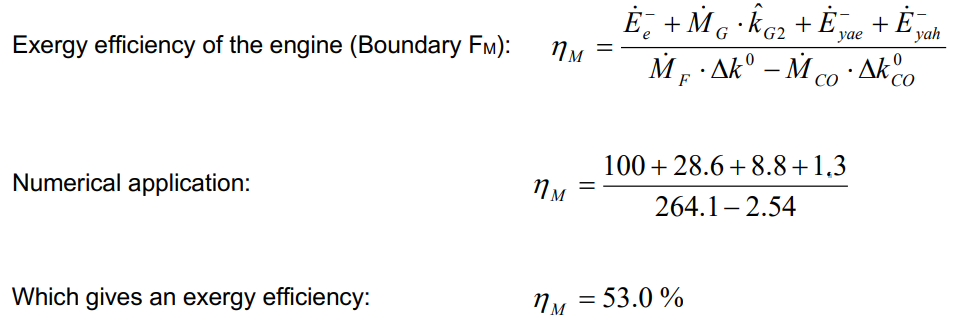 Exergy efficiency of the engine (Boundary FM): η_M = (Ė_e^- + Ṁ_G · k̂_G2 + Ė_yae^- + Ė_yah^-) / (Ṁ_F · Δk^0 − Ṁ_CO · Δk_CO^0)
Numerical application: η_M = (100 + 28.6 + 8.8 + 1.3) / (264.1 − 2.54)
Which gives an exergy efficiency: η_M = 53.0 %